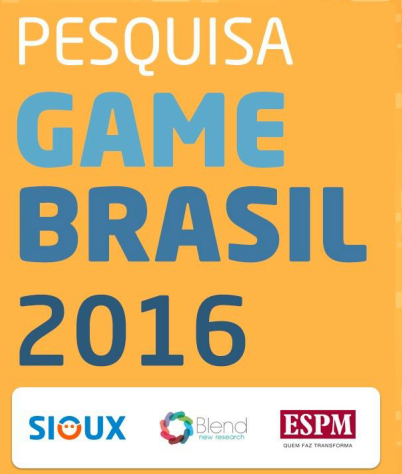 PESQUISA
GAME
BRASIL
2016
SIOUX Blend ESPM
new research
QUEM FAZ TRANSFORMA